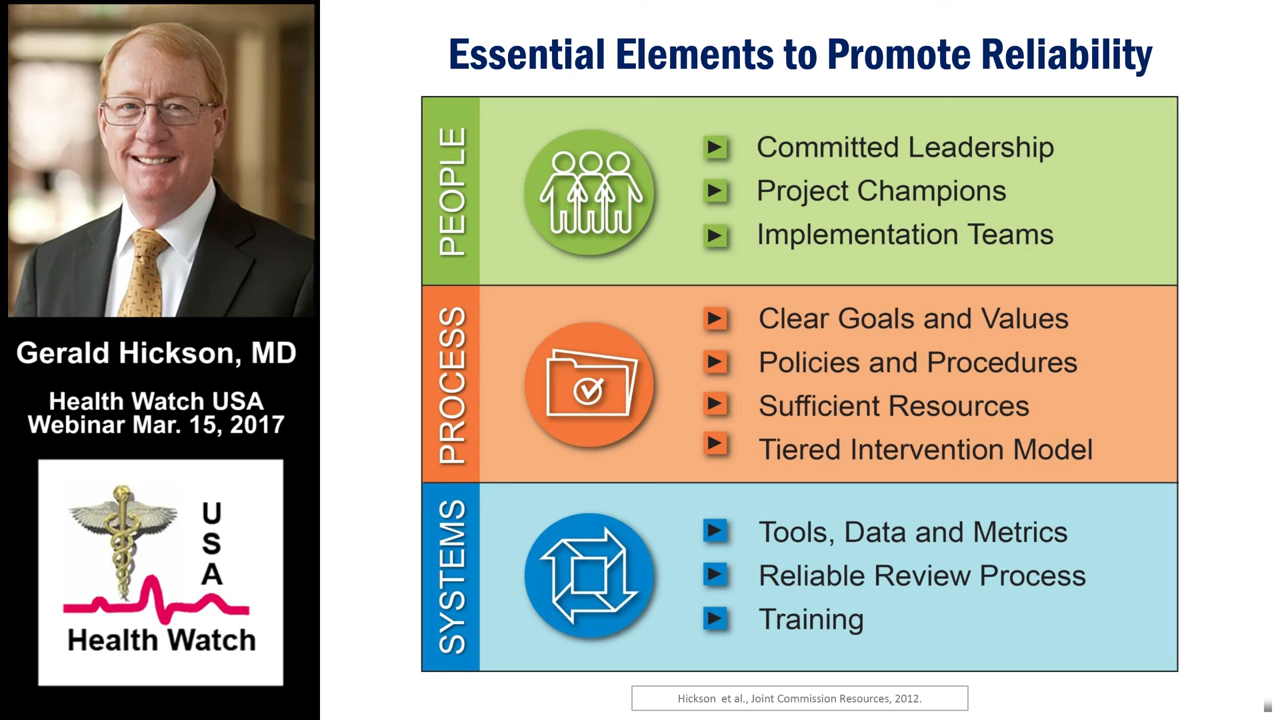 Essential Elements to Promote Reliability
PEOPLE
Committed Leadership
Project Champions
Implementation Teams
PROCESS
Clear Goals and Values
Policies and Procedures
Sufficient Resources
Tiered Intervention Model
SYSTEMS
Tools, Data and Metrics
Reliable Review Process
Training
Hickson et al., Joint Commission Resources, 2012.
Gerald Hickson, MD
Health Watch USA
Webinar Mar. 15, 2017
USA
Health Watch